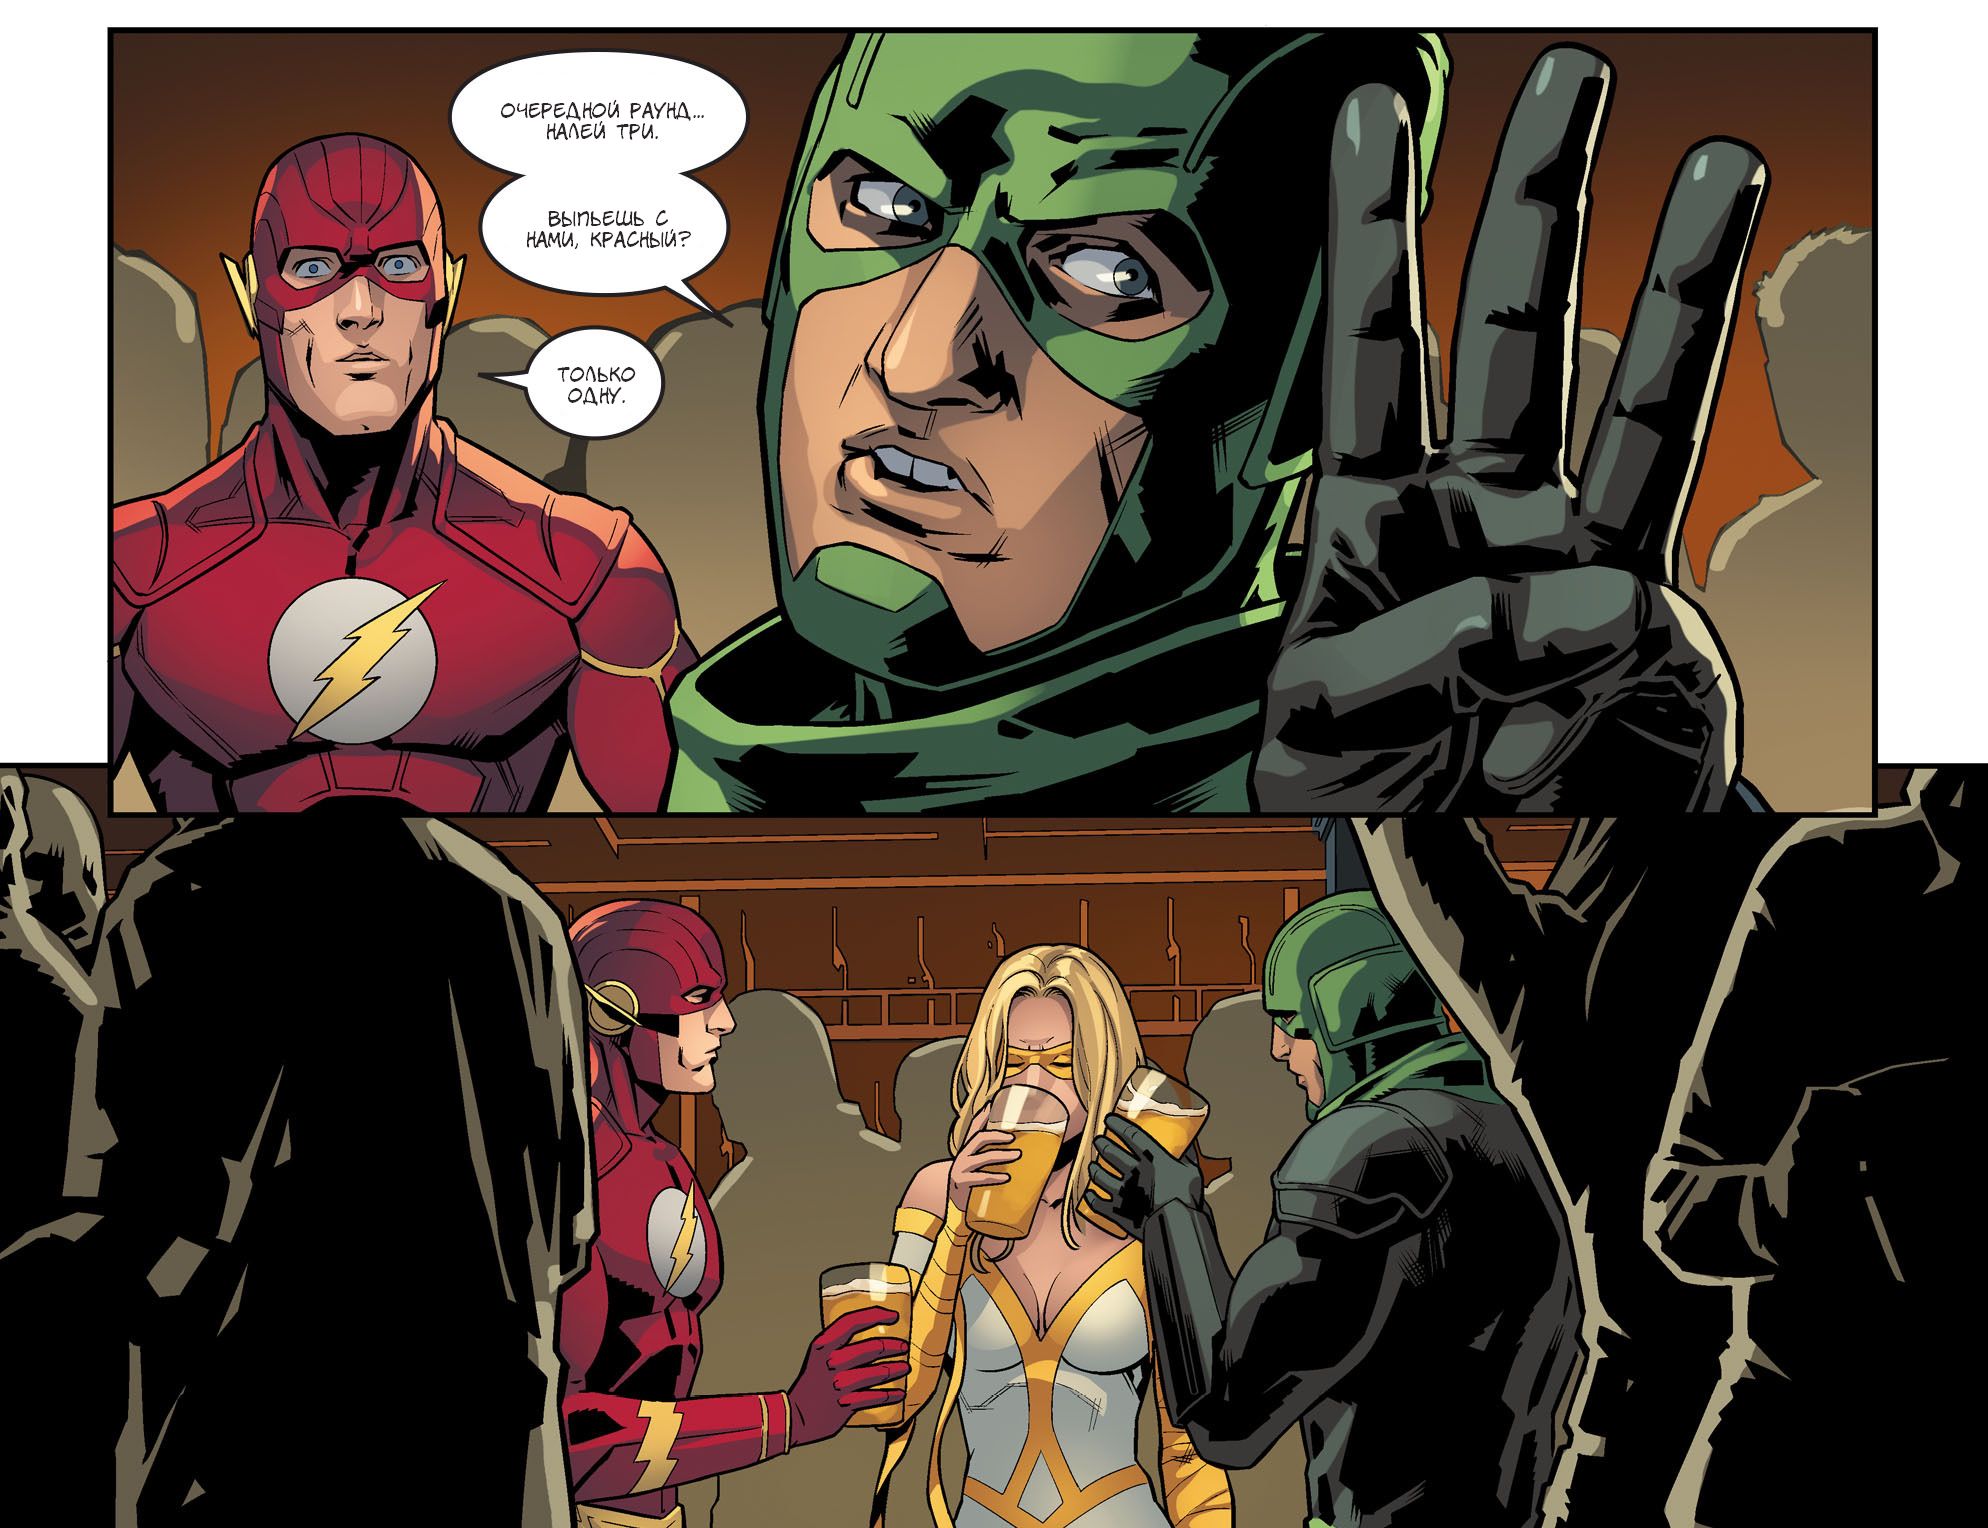 ОЧЕРЕДНОЙ РАУНД...
НАЛЕЙ ТРИ.
ВЫПЬЕШЬ С
НАМИ, КРАСНЫЙ?
ТОЛЬКО
ОДНУ.